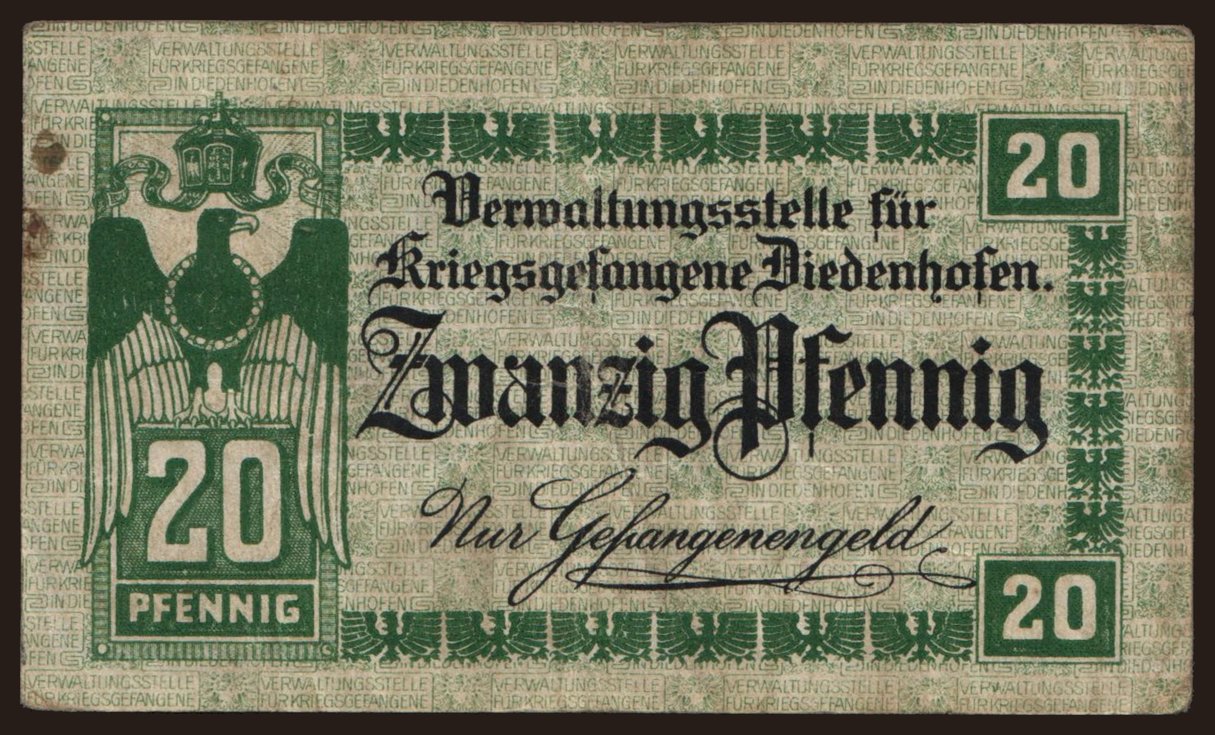 Verwaltungsstelle für
Kriegsgefangene Diedenhofen.
Zwanzig Pfennig
Nur Gefangenengeld
20
PFENNIG
20
20
VERWALTUNGSSTELLE
FÜR KRIEGSGEFANGENE
IN DIEDENHOFEN